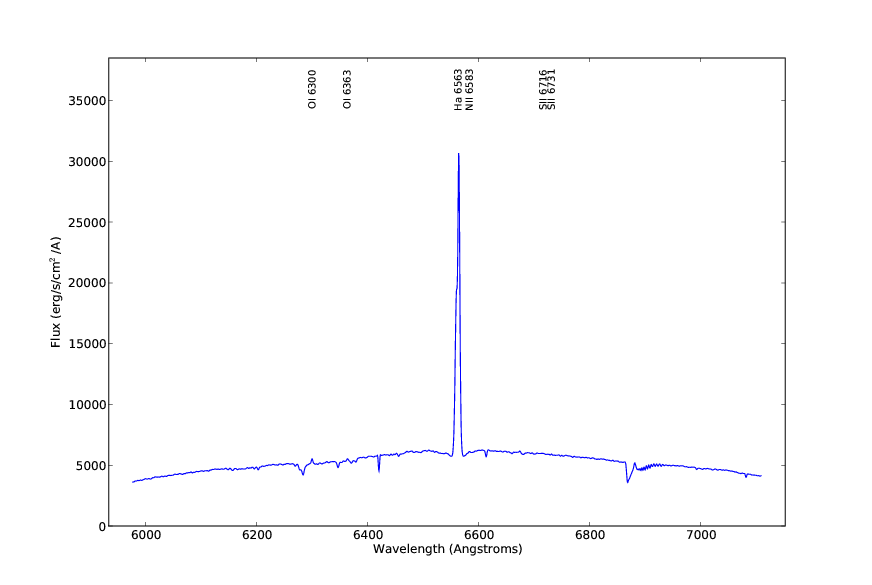 OI 6300
OI 6363
Ha 6563
NII 6583
SII 6716
SII 6731
35000
30000
25000
20000
15000
10000
5000
0
Flux (erg/s/cm² /A)
6000 6200 6400 6600 6800 7000
Wavelength (Angstroms)